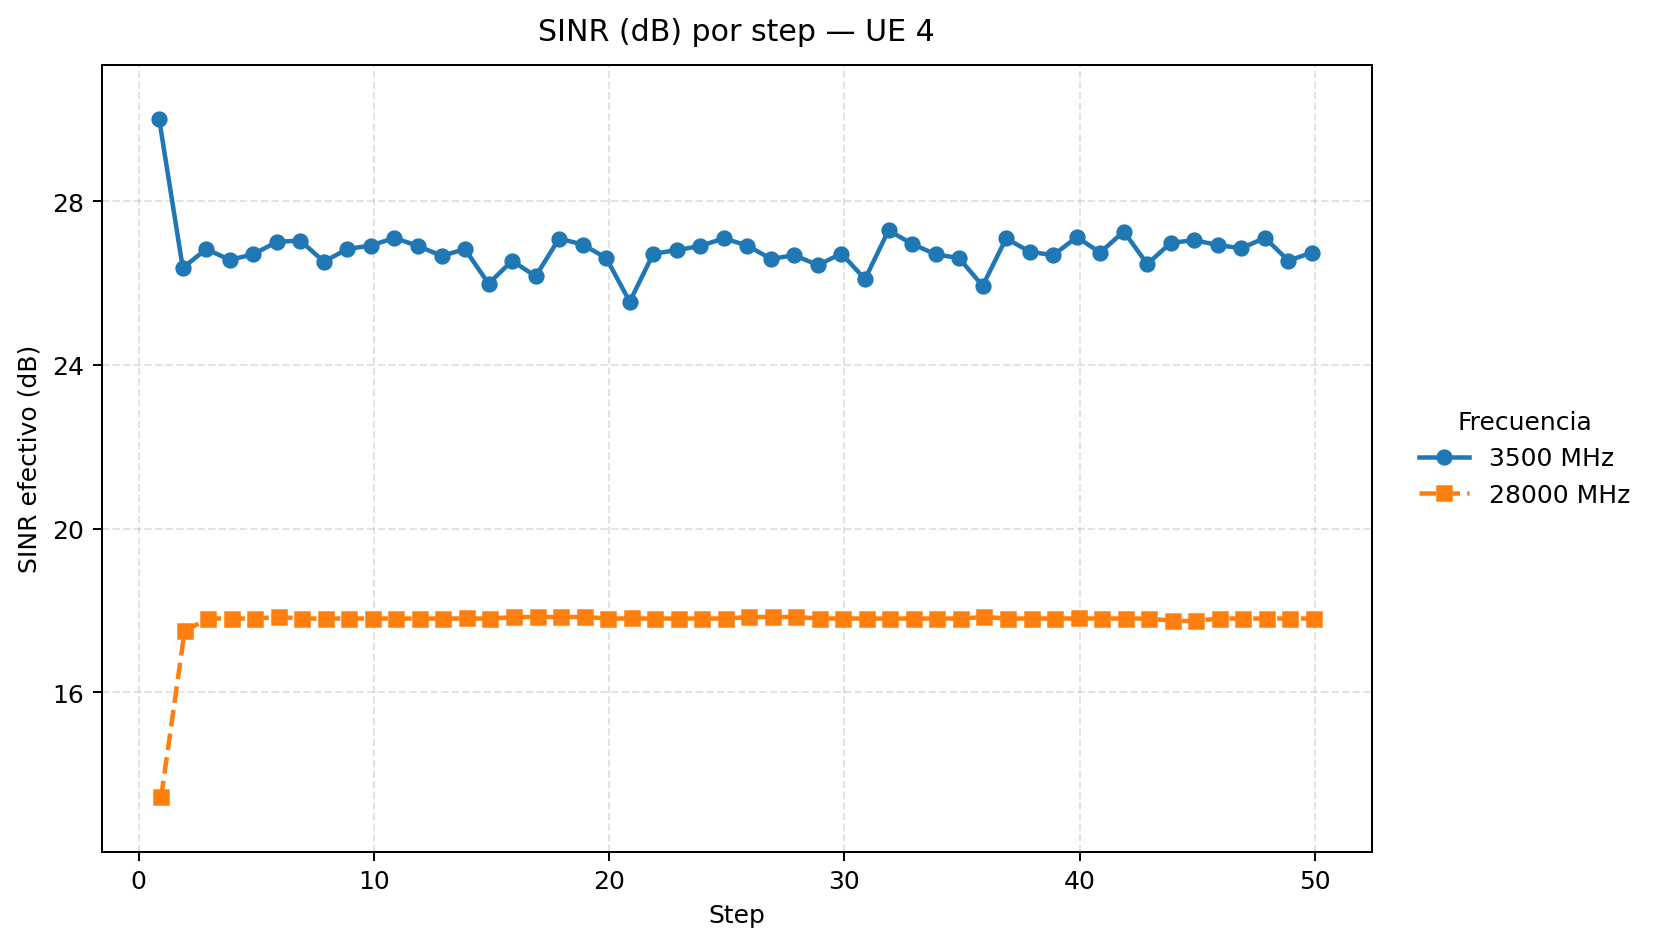 SINR (dB) por step — UE 4
28
24
20
16
SINR efectivo (dB)
0 10 20 30 40 50
Step
Frecuencia
3500 MHz
28000 MHz